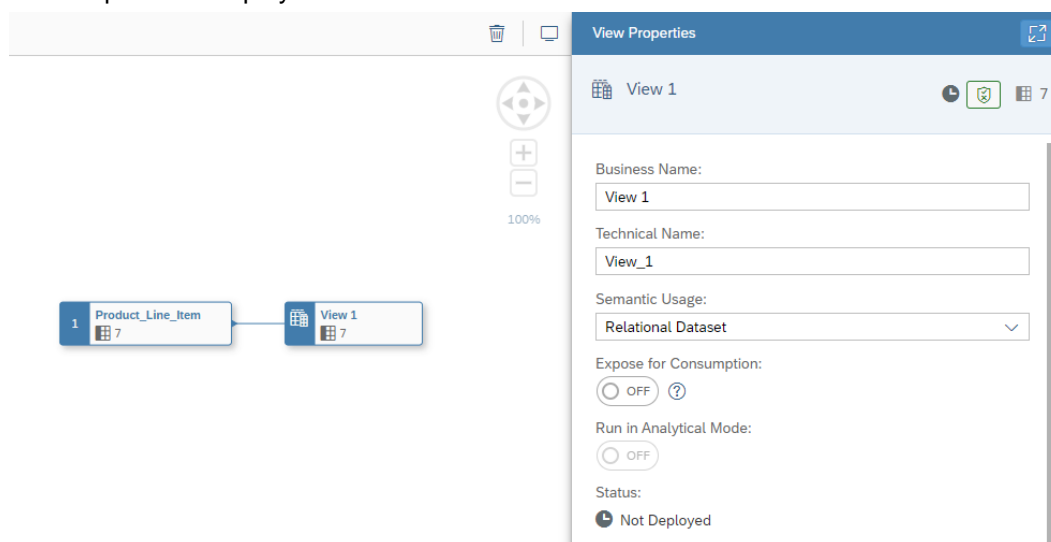 View Properties
View 1
7
100%
Business Name:
View 1
Technical Name:
View_1
Semantic Usage:
Relational Dataset
1
Product_Line_Item
7
View 1
7
Expose for Consumption:
OFF ?
Run in Analytical Mode:
OFF
Status:
Not Deployed